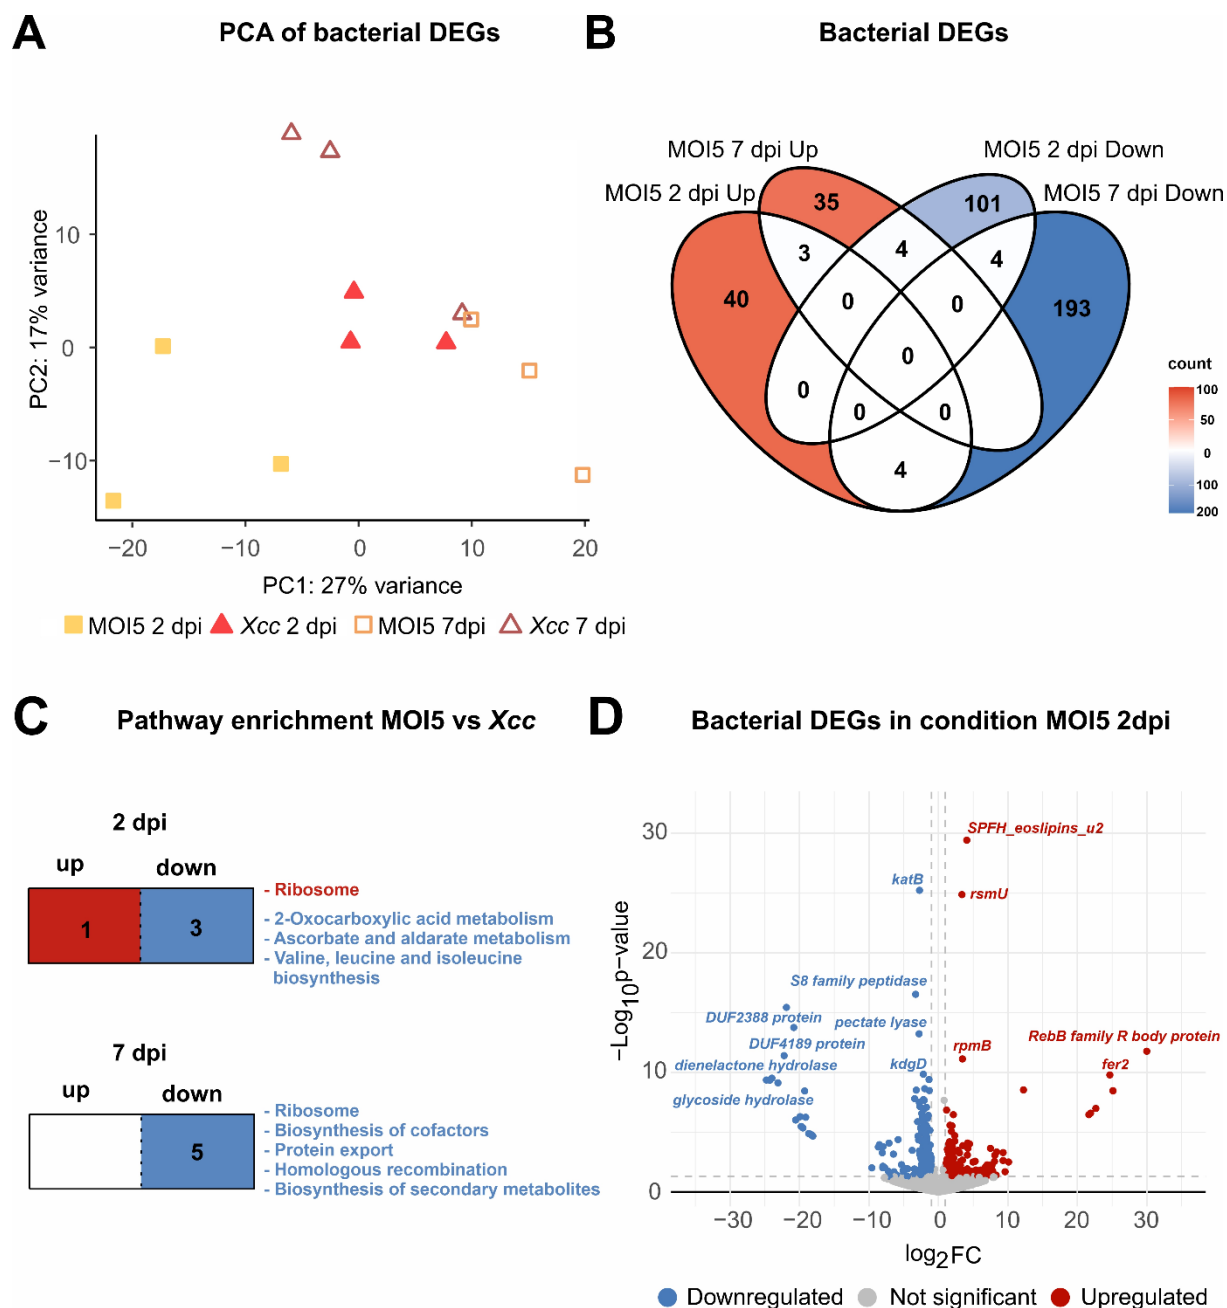 A
PCA of bacterial DEGs
PC2: 17% variance
10
0
−10
−20
−10
0
10
20
PC1: 27% variance
MOI5 2 dpi
Xcc 2 dpi
MOI5 7dpi
Xcc 7 dpi
B
Bacterial DEGs
MOI5 7 dpi Up
MOI5 2 dpi Down
MOI5 2 dpi Up
MOI5 7 dpi Down
35
101
3
4
4
40
0
0
193
0
0
0
0
4
count
100
50
0
100
200
C
Pathway enrichment MOI5 vs Xcc
2 dpi
up
down
1
3
- Ribosome
- 2-Oxocarboxylic acid metabolism
- Ascorbate and aldarate metabolism
- Valine, leucine and isoleucine
biosynthesis
7 dpi
up
down
5
- Ribosome
- Biosynthesis of cofactors
- Protein export
- Homologous recombination
- Biosynthesis of secondary metabolites
D
Bacterial DEGs in condition MOI5 2dpi
−Log10p−value
30
20
10
0
SPFH_eoslipins_u2
katB
rsmU
S8 family peptidase
DUF2388 protein
pectate lyase
RebB family R body protein
DUF4189 protein
rpmB
dienelactone hydrolase
kdgD
fer2
glycoside hydrolase
−30
−20
−10
0
10
20
30
log2FC
Downregulated
Not significant
Upregulated